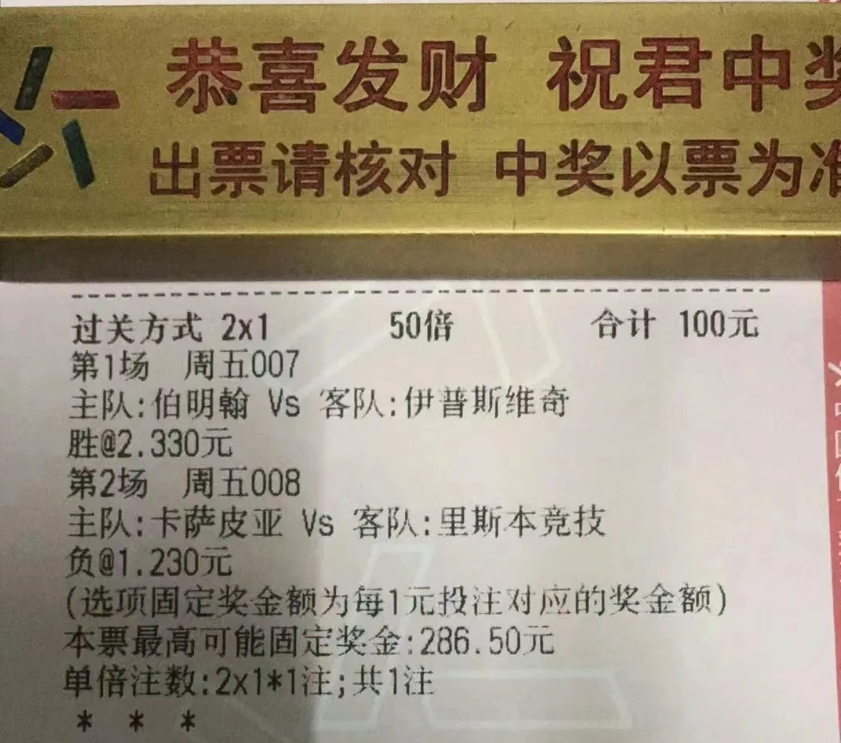 恭喜发财 祝君中奖
出票请核对 中奖以票为准
过关方式 2x1 50倍 合计 100元
第1场 周五007
主队:伯明翰 Vs 客队:伊普斯维奇
胜@2.330元
第2场 周五008
主队:卡萨皮亚 Vs 客队:里斯本竞技
负@1.230元
(选项固定奖金额为每1元投注对应的奖金额)
本票最高可能固定奖金:286.50元
单倍注数:2x1*1注;共1注
* * *